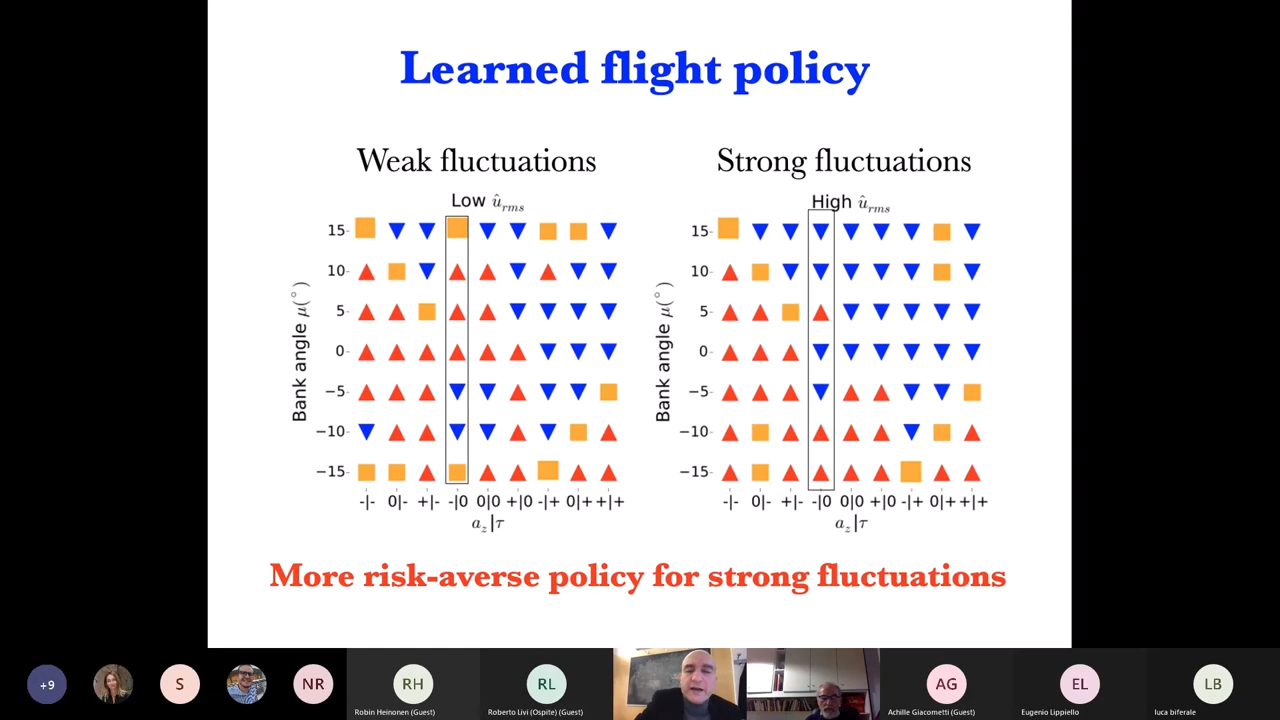 Learned flight policy
Weak fluctuations
Strong fluctuations
Low û_rms
High û_rms
Bank angle μ(°)
15
10
5
0
−5
−10
−15
-|- 0|- +|- -|0 0|0 +|0 -|+ 0|+ +|+
a_z|τ
Bank angle μ(°)
15
10
5
0
−5
−10
−15
-|- 0|- +|- -|0 0|0 +|0 -|+ 0|+ +|+
a_z|τ
More risk-averse policy for strong fluctuations
+9
S
NR
RH
Robin Heinonen (Guest)
RL
Roberto Livi (Ospite) (Guest)
AG
Achille Giacometti (Guest)
EL
Eugenio Lippiello
LB
luca biferale